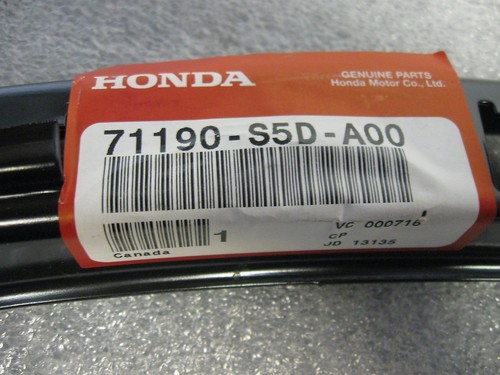 HONDA
GENUINE PARTS
Honda Motor Co., Ltd.
71190-S5D-A00
1
VC 000716
CP
JD 13135
Canada